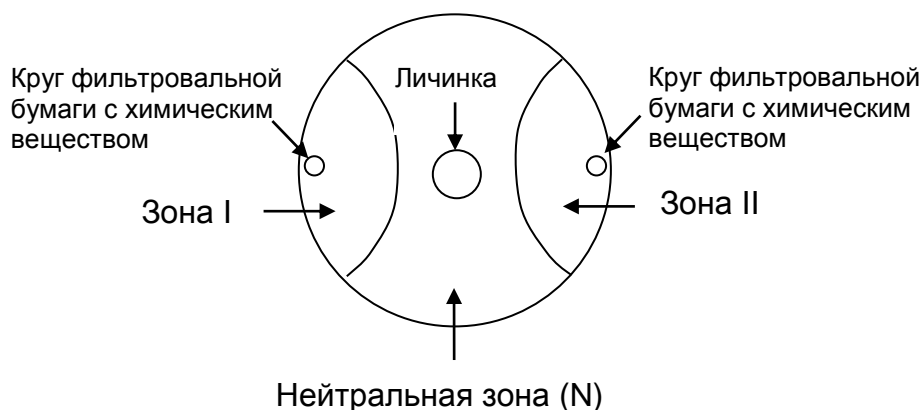 Круг фильтровальной
бумаги с химическим
веществом
Личинка
Круг фильтровальной
бумаги с химическим
веществом
Зона I
Зона II
Нейтральная зона (N)